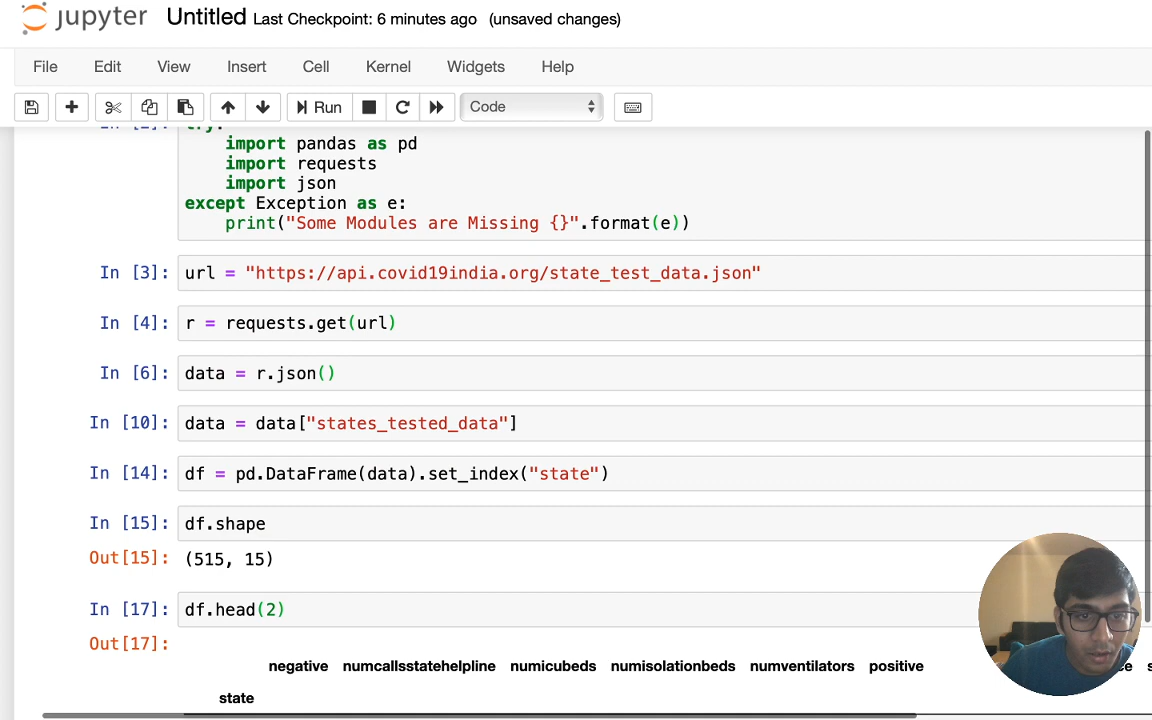 jupyter Untitled Last Checkpoint: 6 minutes ago (unsaved changes)
File Edit View Insert Cell Kernel Widgets Help
Run Code
try:
import pandas as pd
import requests
import json
except Exception as e:
print("Some Modules are Missing {}".format(e))
In [3]: url = "https://api.covid19india.org/state_test_data.json"
In [4]: r = requests.get(url)
In [6]: data = r.json()
In [10]: data = data["states_tested_data"]
In [14]: df = pd.DataFrame(data).set_index("state")
In [15]: df.shape
Out[15]: (515, 15)
In [17]: df.head(2)
Out[17]:
negative numcallsstatehelpline numicubeds numisolationbeds numventilators positive
state